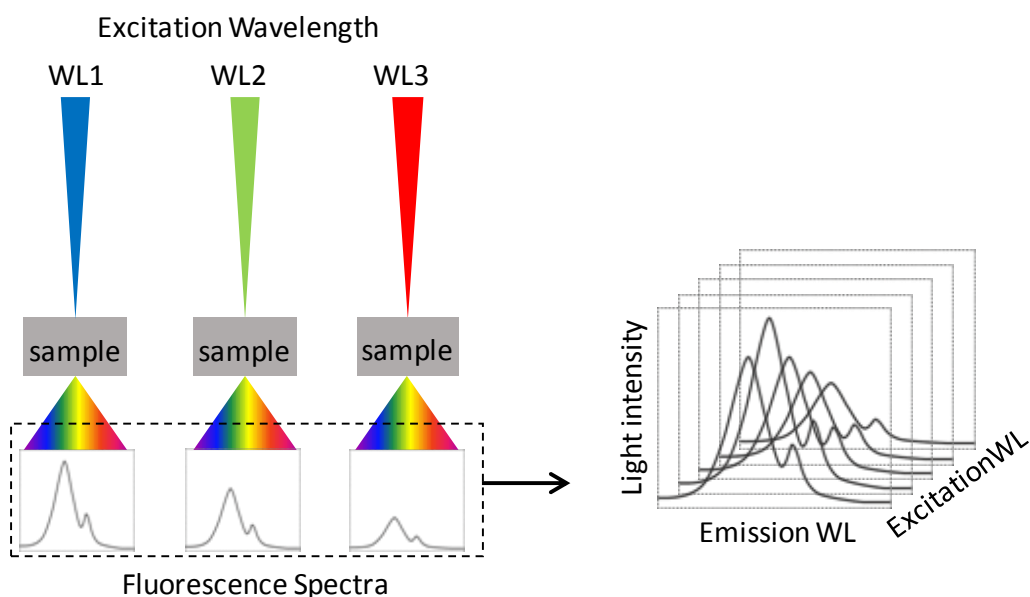 Excitation Wavelength
WL1 WL2 WL3
sample sample sample
Fluorescence Spectra
Light intensity
Emission WL
ExcitationWL